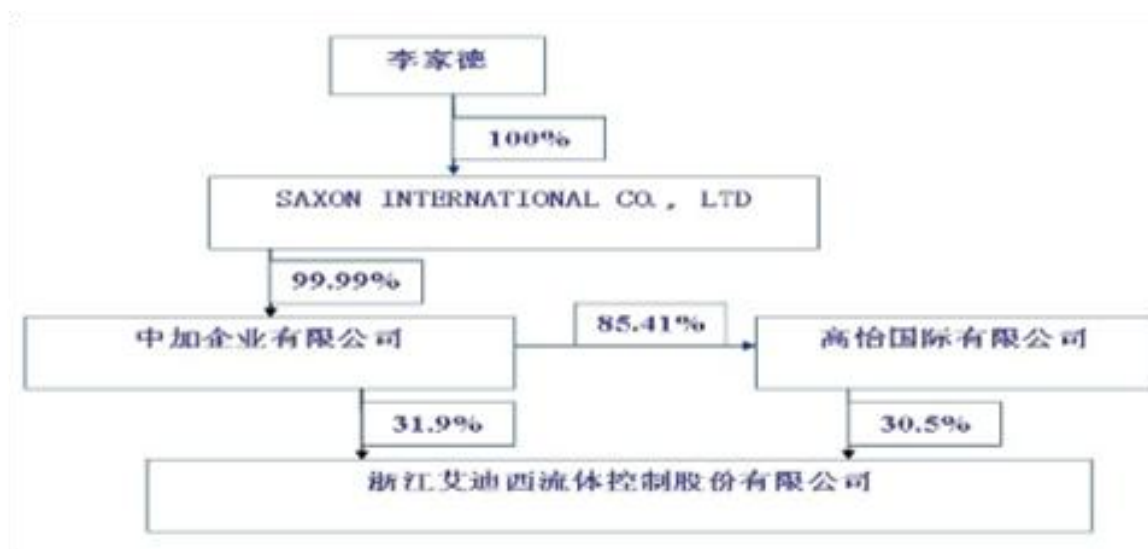 李家德
100%
SAXON INTERNATIONAL CO., LTD
99.99%
中加企业有限公司
85.41%
高怡国际有限公司
31.9%
30.5%
浙江艾迪西流体控制股份有限公司